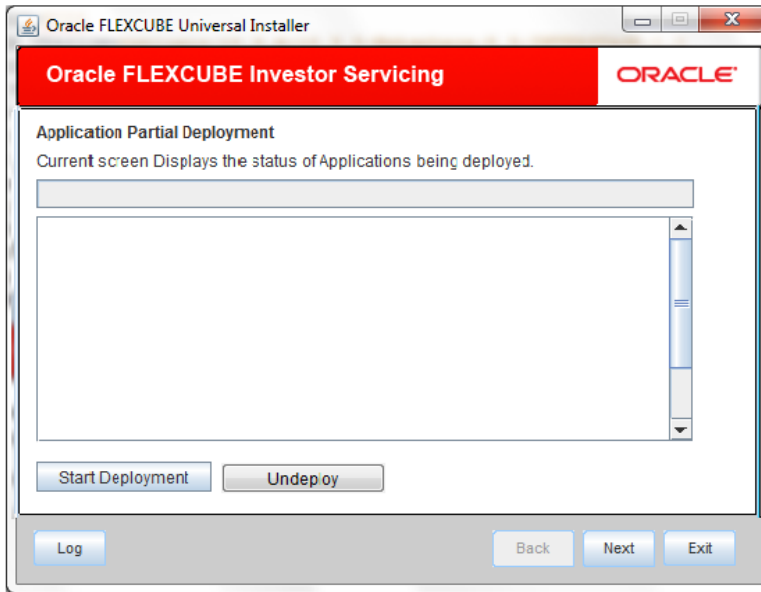 Oracle FLEXCUBE Universal Installer
Oracle FLEXCUBE Investor Servicing
ORACLE
Application Partial Deployment
Current screen Displays the status of Applications being deployed.
Start Deployment
Undeploy
Log
Back
Next
Exit